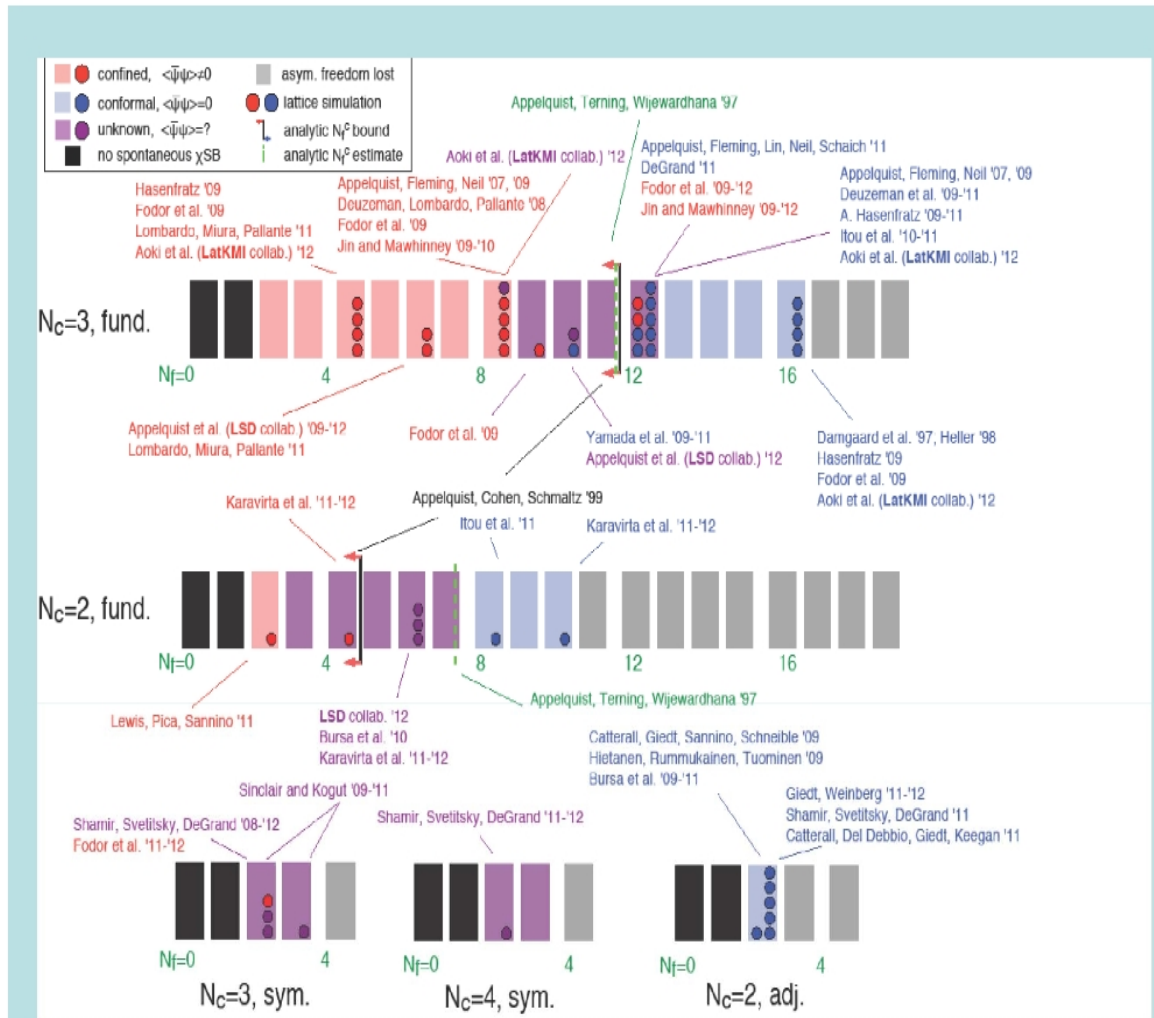 confined, <ψ̄ψ>≠0
conformal, <ψ̄ψ>=0
unknown, <ψ̄ψ>=?
no spontaneous χSB
asym. freedom lost
lattice simulation
analytic Nfᶜ bound
analytic Nfᶜ estimate
Appelquist, Terning, Wijewardhana '97
Aoki et al. (LatKMI collab.) '12
Hasenfratz '09
Fodor et al. '09
Lombardo, Miura, Pallante '11
Aoki et al. (LatKMI collab.) '12
Appelquist, Fleming, Neil '07, '09
Deuzeman, Lombardo, Pallante '08
Fodor et al. '09
Jin and Mawhinney '09-'10
Appelquist, Fleming, Lin, Neil, Schaich '11
DeGrand '11
Fodor et al. '09-'12
Jin and Mawhinney '09-'12
Appelquist, Fleming, Neil '07, '09
Deuzeman et al. '09-'11
A. Hasenfratz '09-'11
Itou et al. '10-'11
Aoki et al. (LatKMI collab.) '12
Nc=3, fund.
Nf=0 4 8 12 16
Appelquist et al. (LSD collab.) '09-'12
Lombardo, Miura, Pallante '11
Fodor et al. '09
Yamada et al. '09-'11
Appelquist et al. (LSD collab.) '12
Damgaard et al. '97, Heller '98
Hasenfratz '09
Fodor et al. '09
Aoki et al. (LatKMI collab.) '12
Karavirta et al. '11-'12
Appelquist, Cohen, Schmaltz '99
Itou et al. '11
Karavirta et al. '11-'12
Nc=2, fund.
Nf=0 4 8 12 16
Appelquist, Terning, Wijewardhana '97
Lewis, Pica, Sannino '11
LSD collab. '12
Bursa et al. '10
Karavirta et al. '11-'12
Catterall, Giedt, Sannino, Schneible '09
Hietanen, Rummukainen, Tuominen '09
Bursa et al. '09-'11
Sinclair and Kogut '09-'11
Shamir, Svetitsky, DeGrand '08-'12
Fodor et al. '11-'12
Shamir, Svetitsky, DeGrand '11-'12
Giedt, Weinberg '11-'12
Shamir, Svetitsky, DeGrand '11
Catterall, Del Debbio, Giedt, Keegan '11
Nf=0 4
Nc=3, sym.
Nf=0 4
Nc=4, sym.
Nf=0 4
Nc=2, adj.